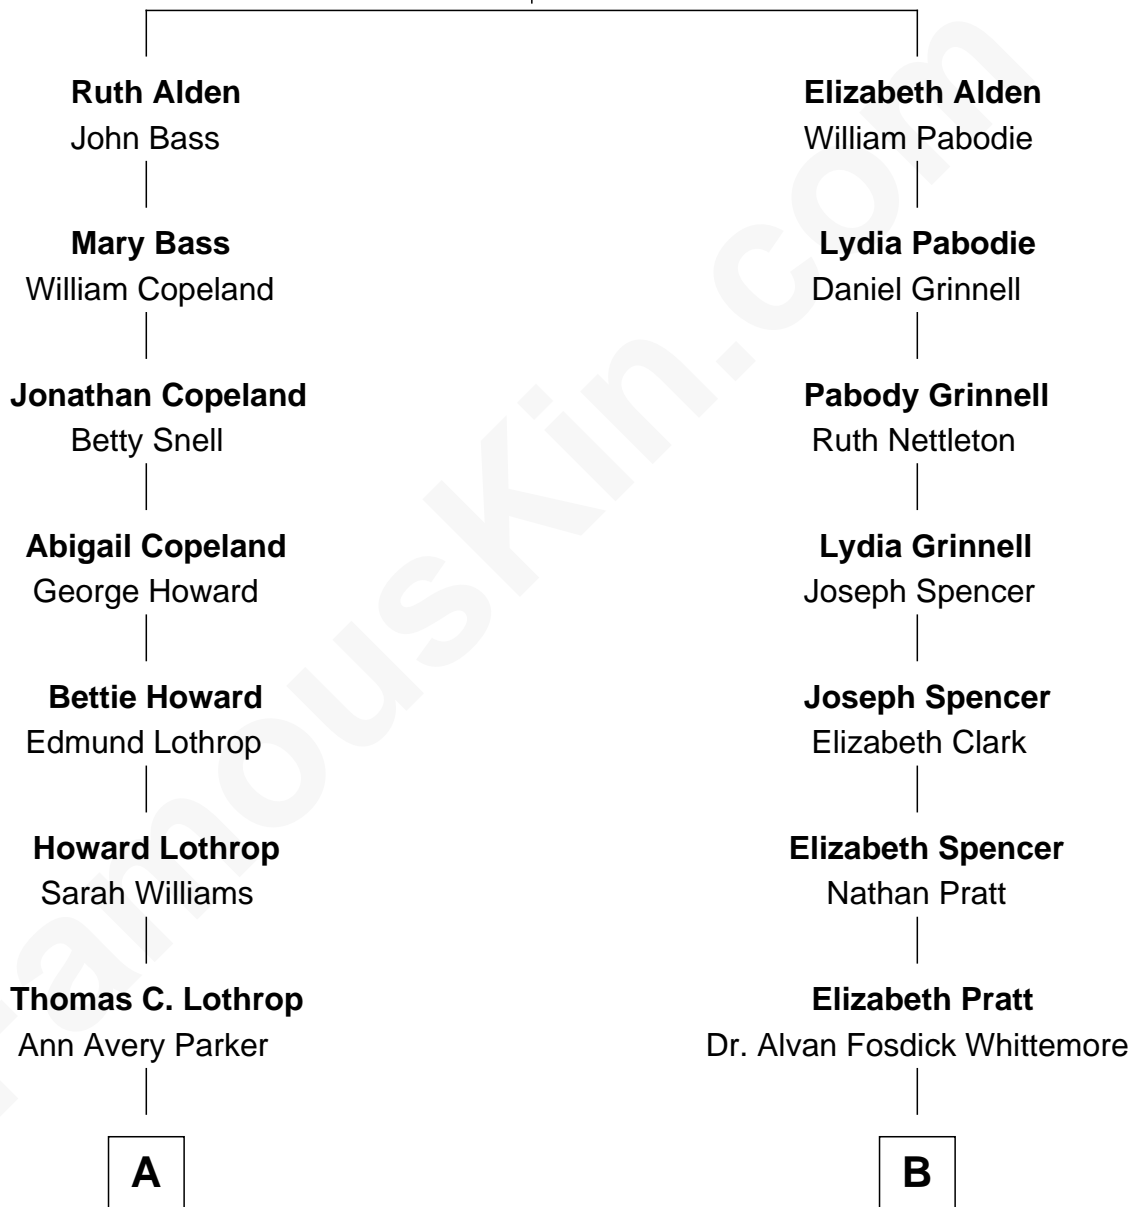 Ruth Alden
John Bass
Mary Bass
William Copeland
Jonathan Copeland
Betty Snell
Abigail Copeland
George Howard
Bettie Howard
Edmund Lothrop
Howard Lothrop
Sarah Williams
Thomas C. Lothrop
Ann Avery Parker
A
Elizabeth Alden
William Pabodie
Lydia Pabodie
Daniel Grinnell
Pabody Grinnell
Ruth Nettleton
Lydia Grinnell
Joseph Spencer
Joseph Spencer
Elizabeth Clark
Elizabeth Spencer
Nathan Pratt
Elizabeth Pratt
Dr. Alvan Fosdick Whittemore
B
FamousKin.com